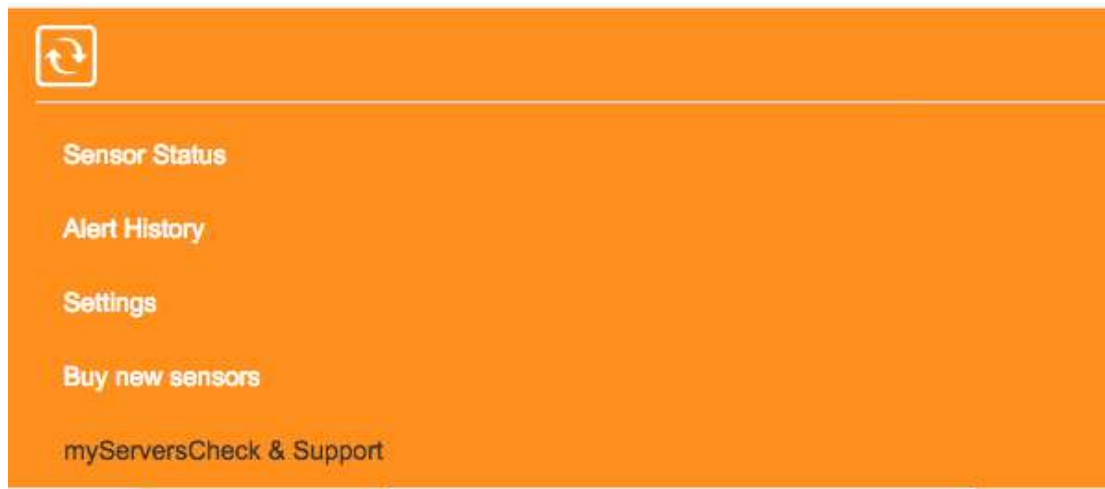 Sensor Status
Alert History
Settings
Buy new sensors
myServersCheck & Support